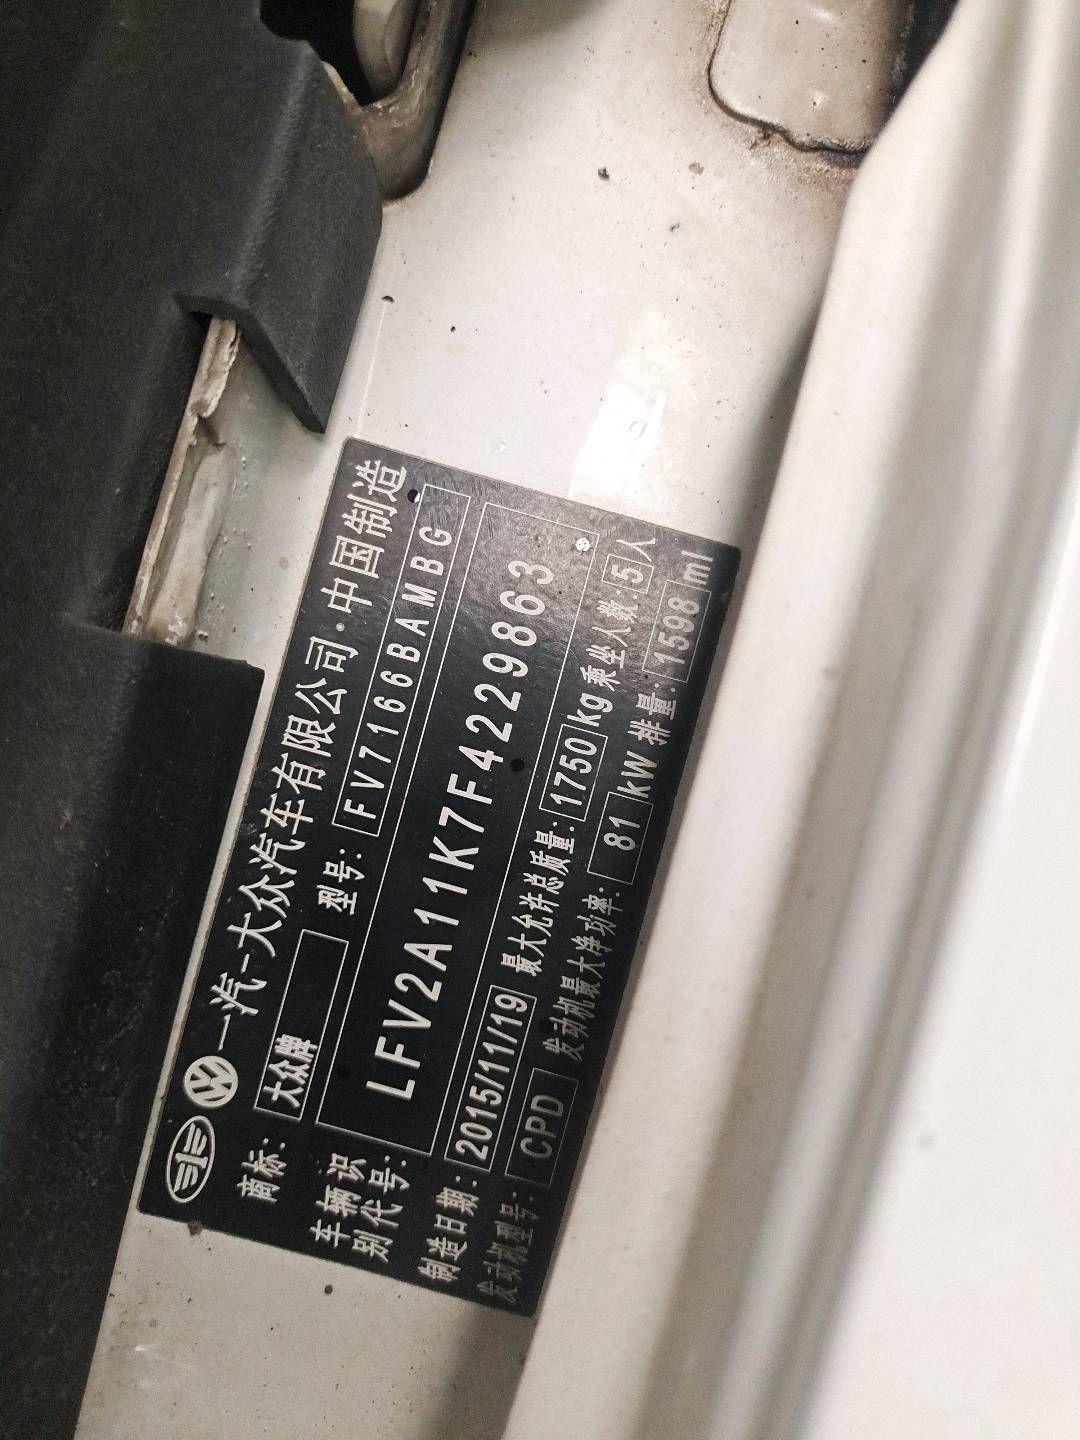 一汽-大众汽车有限公司·中国制造
商标: 大众牌 型号: FV7166BAMBG
车辆识别代号: LFV2A11K7F4229863
制造日期: 2015/11/19 最大允许总质量: 1750 kg 乘坐人数: 5 人
发动机型号: CPD 发动机最大净功率: 81 kW 排量: 1598 ml